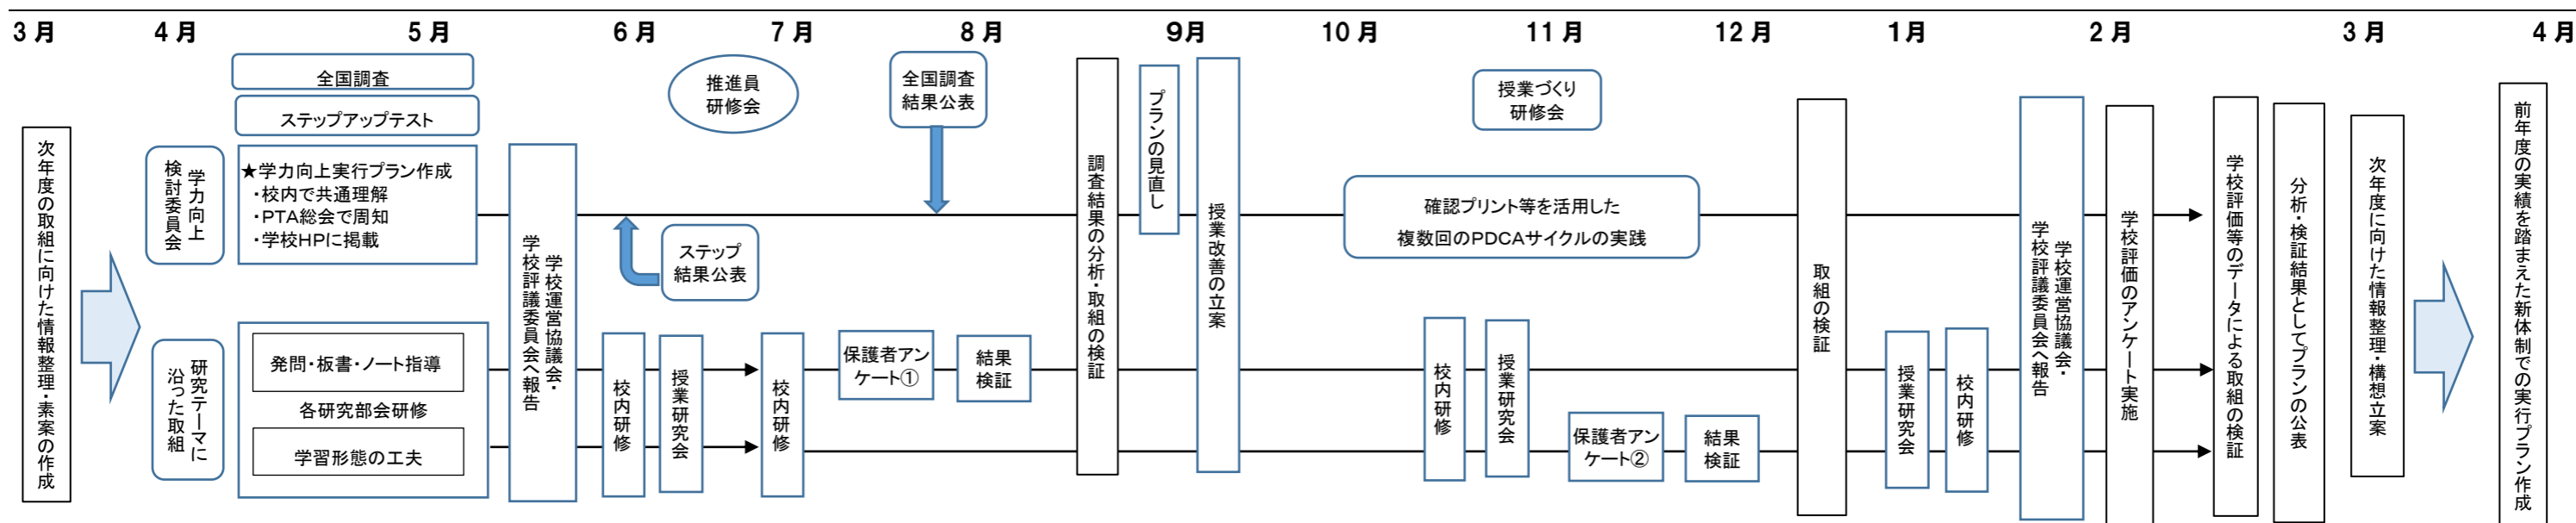 3月
4月
5月
6月
7月
8月
9月
10月
11月
12月
1月
2月
3月
4月
次年度の取組に向けた情報整理・素案の作成
学力向上
検討委員会
研究テーマに
沿った取組
全国調査
ステップアップテスト
★学力向上実行プラン作成
・校内で共通理解
・PTA総会で周知
・学校HPに掲載
発問・板書・ノート指導
各研究部会研修
学習形態の工夫
学校運営協議会・
学校評議委員会へ報告
推進員
研修会
ステップ
結果公表
校内研修
授業研究会
校内研修
全国調査
結果公表
保護者アン
ケート①
結果
検証
調査結果の分析・取組の検証
プランの見直し
授業改善の立案
授業づくり
研修会
確認プリント等を活用した
複数回のPDCAサイクルの実践
校内研修
授業研究会
保護者アン
ケート②
結果
検証
取組の検証
授業研究会
校内研修
学校運営協議会・
学校評議委員会へ報告
学校評価のアンケート実施
学校評価等のデータによる取組の検証
分析・検証結果としてプランの公表
次年度に向けた情報整理・構想立案
前年度の実績を踏まえた新体制での実行プラン作成